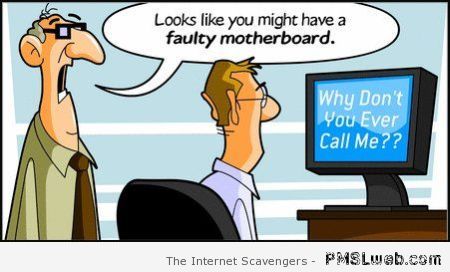 Looks like you might have a
faulty motherboard.
Why Don't
You Ever
Call Me??
The Internet Scavengers - PMSLweb.com